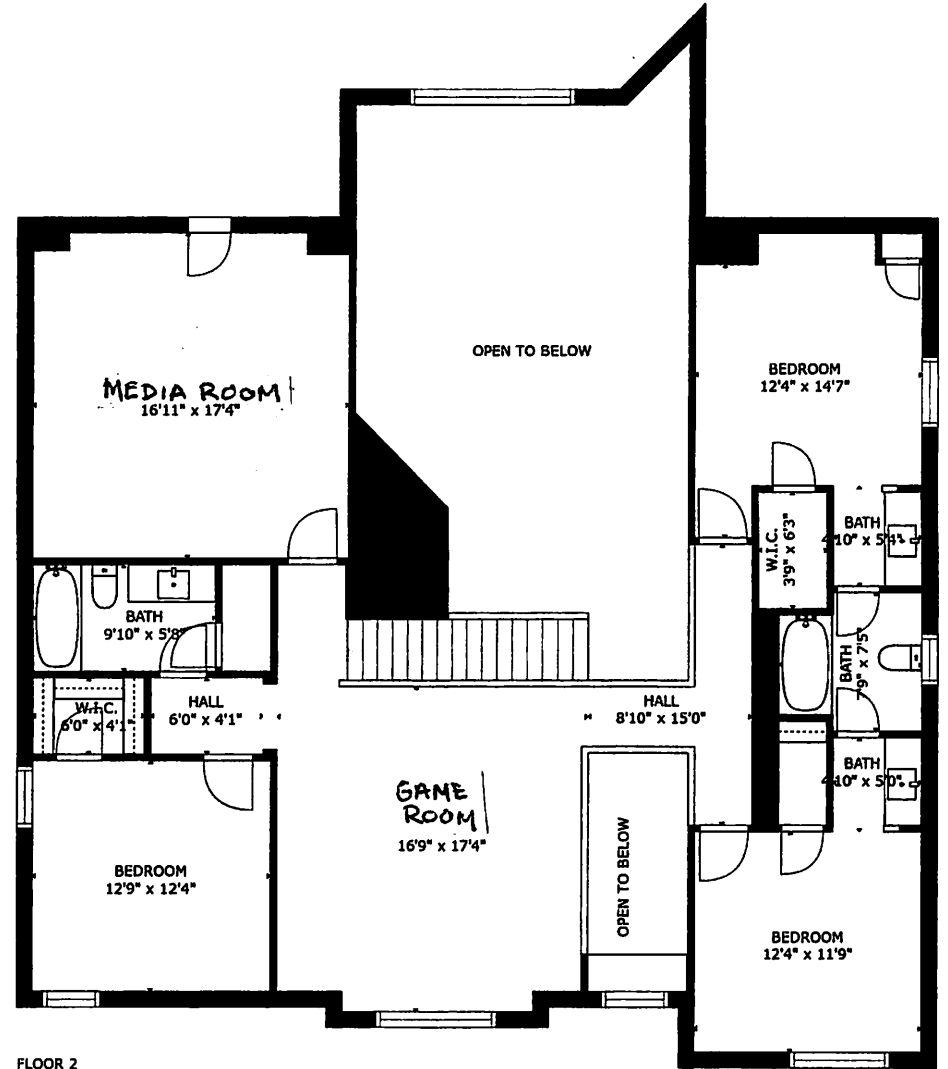 OPEN TO BELOW
BEDROOM
12'4" x 14'7"
MEDIA ROOM
16'11" x 17'4"
W.I.C.
3'9" x 6'3"
BATH
4'10" x 5'4"
BATH
9'10" x 5'8"
BATH
7'5"
W.I.C.
6'0" x 4'1"
HALL
6'0" x 4'1"
HALL
8'10" x 15'0"
BATH
4'10" x 5'0"
GAME
ROOM
16'9" x 17'4"
OPEN TO BELOW
BEDROOM
12'9" x 12'4"
BEDROOM
12'4" x 11'9"
FLOOR 2